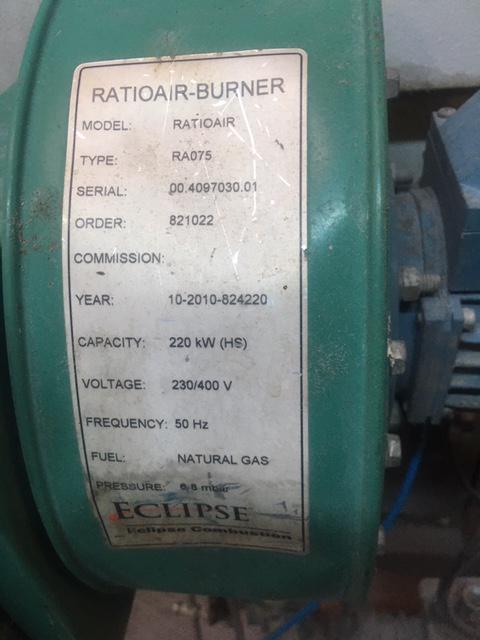 RATIOAIR-BURNER
MODEL: RATIOAIR
TYPE: RA075
SERIAL: 00.4097030.01
ORDER: 821022
COMMISSION:
YEAR: 10-2010-824220
CAPACITY: 220 kW (HS)
VOLTAGE: 230/400 V
FREQUENCY: 50 Hz
FUEL: NATURAL GAS
PRESSURE: mbar
ECLIPSE
Eclipse Combustion